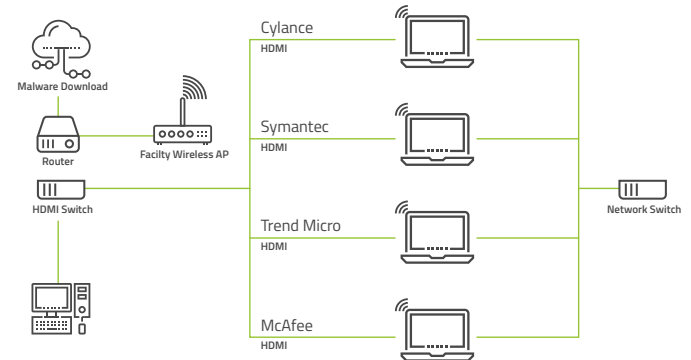 Malware Download
Router
Facilty Wireless AP
HDMI Switch
Cylance
HDMI
Symantec
HDMI
Trend Micro
HDMI
McAfee
HDMI
Network Switch